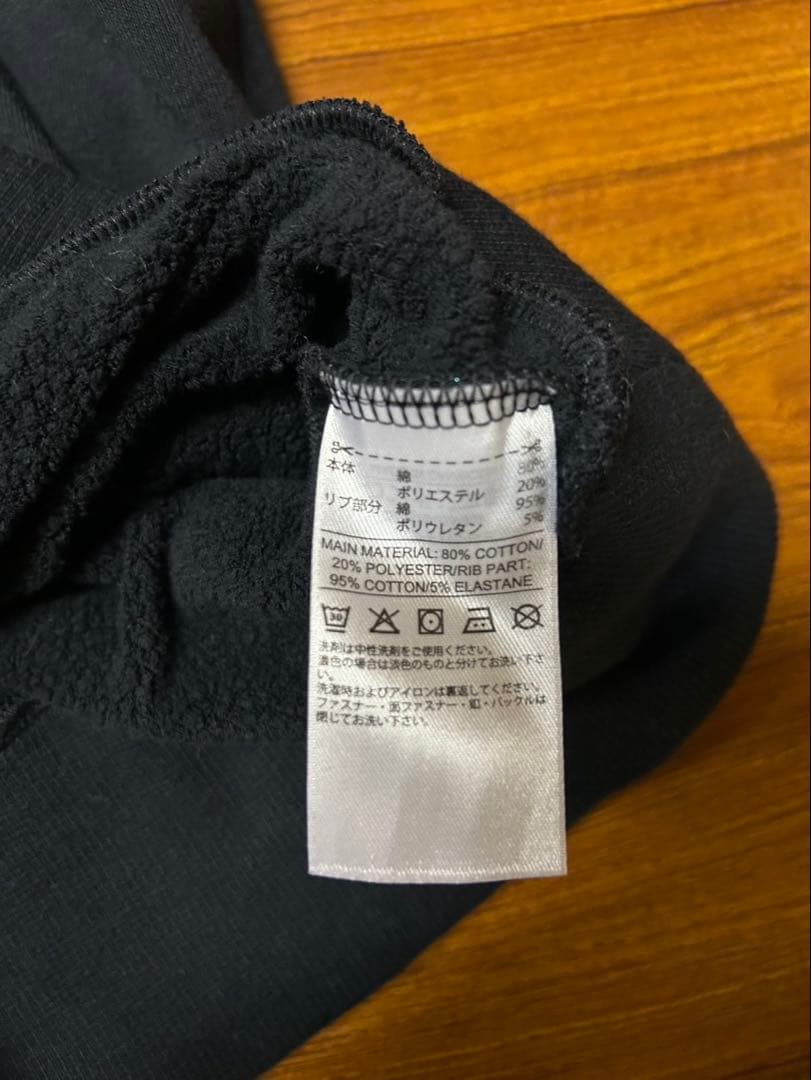 本体 綿 80%
ポリエステル 20%
リブ部分 綿 95%
ポリウレタン 5%
MAIN MATERIAL: 80% COTTON/
20% POLYESTER/RIB PART:
95% COTTON/5% ELASTANE
30
洗剤は中性洗剤をご使用ください。
濃色の場合は淡色のものと分けてお洗い下さ
い。
洗濯時およびアイロンは裏返してください。
ファスナー・面ファスナー・釦・バックルは
閉じてお洗い下さい。